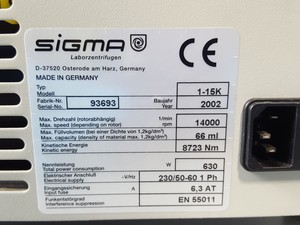 SIGMA
Laborzentrifugen
D-37520 Osterode am Harz, Germany
MADE IN GERMANY
CE
Typ
Modell: 1-15K
Fabrik-Nr. Baujahr
Serial-No. 93693 Year 2002
Max. Drehzahl (rotorabhängig) 1/min
Max. speed (depending on rotor) rpm 14000
Max. Füllvolumen (bei einer Dichte von 1,2kg/dm³)
Max. capacity (density of material max. 1,2kg/dm³) 66 ml
Kinetische Energie
Kinetic energy 8723 Nm
Nennleistung W
Total power consumption 630
Elektrischer Anschluß
Electrical supply -V/Hz 230/50-60 1 Ph
Eingangssicherung
Input fuse A 6,3 AT
Funkentstörgrad
Interference suppression EN 55011